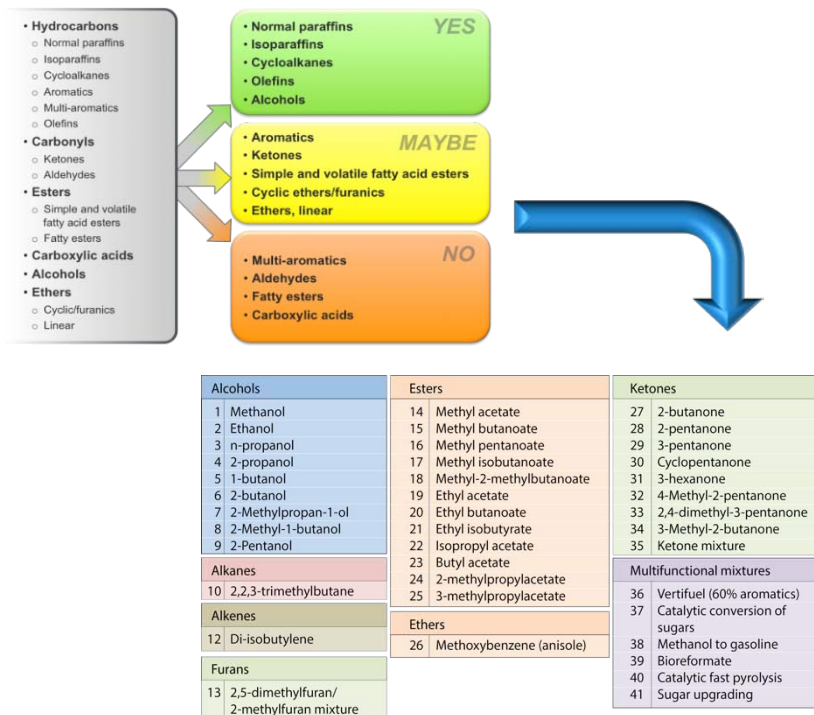 • Hydrocarbons
○ Normal paraffins
○ Isoparaffins
○ Cycloalkanes
○ Aromatics
○ Multi-aromatics
○ Olefins
• Carbonyls
○ Ketones
○ Aldehydes
• Esters
○ Simple and volatile
fatty acid esters
○ Fatty esters
• Carboxylic acids
• Alcohols
• Ethers
○ Cyclic/furanics
○ Linear
YES
• Normal paraffins
• Isoparaffins
• Cycloalkanes
• Olefins
• Alcohols
MAYBE
• Aromatics
• Ketones
• Simple and volatile fatty acid esters
• Cyclic ethers/furanics
• Ethers, linear
NO
• Multi-aromatics
• Aldehydes
• Fatty esters
• Carboxylic acids
Alcohols
1 Methanol
2 Ethanol
3 n-propanol
4 2-propanol
5 1-butanol
6 2-butanol
7 2-Methylpropan-1-ol
8 2-Methyl-1-butanol
9 2-Pentanol
Alkanes
10 2,2,3-trimethylbutane
Alkenes
12 Di-isobutylene
Furans
13 2,5-dimethylfuran/
2-methylfuran mixture
Esters
14 Methyl acetate
15 Methyl butanoate
16 Methyl pentanoate
17 Methyl isobutanoate
18 Methyl-2-methylbutanoate
19 Ethyl acetate
20 Ethyl butanoate
21 Ethyl isobutyrate
22 Isopropyl acetate
23 Butyl acetate
24 2-methylpropylacetate
25 3-methylpropylacetate
Ethers
26 Methoxybenzene (anisole)
Ketones
27 2-butanone
28 2-pentanone
29 3-pentanone
30 Cyclopentanone
31 3-hexanone
32 4-Methyl-2-pentanone
33 2,4-dimethyl-3-pentanone
34 3-Methyl-2-butanone
35 Ketone mixture
Multifunctional mixtures
36 Vertifuel (60% aromatics)
37 Catalytic conversion of
sugars
38 Methanol to gasoline
39 Bioreformate
40 Catalytic fast pyrolysis
41 Sugar upgrading